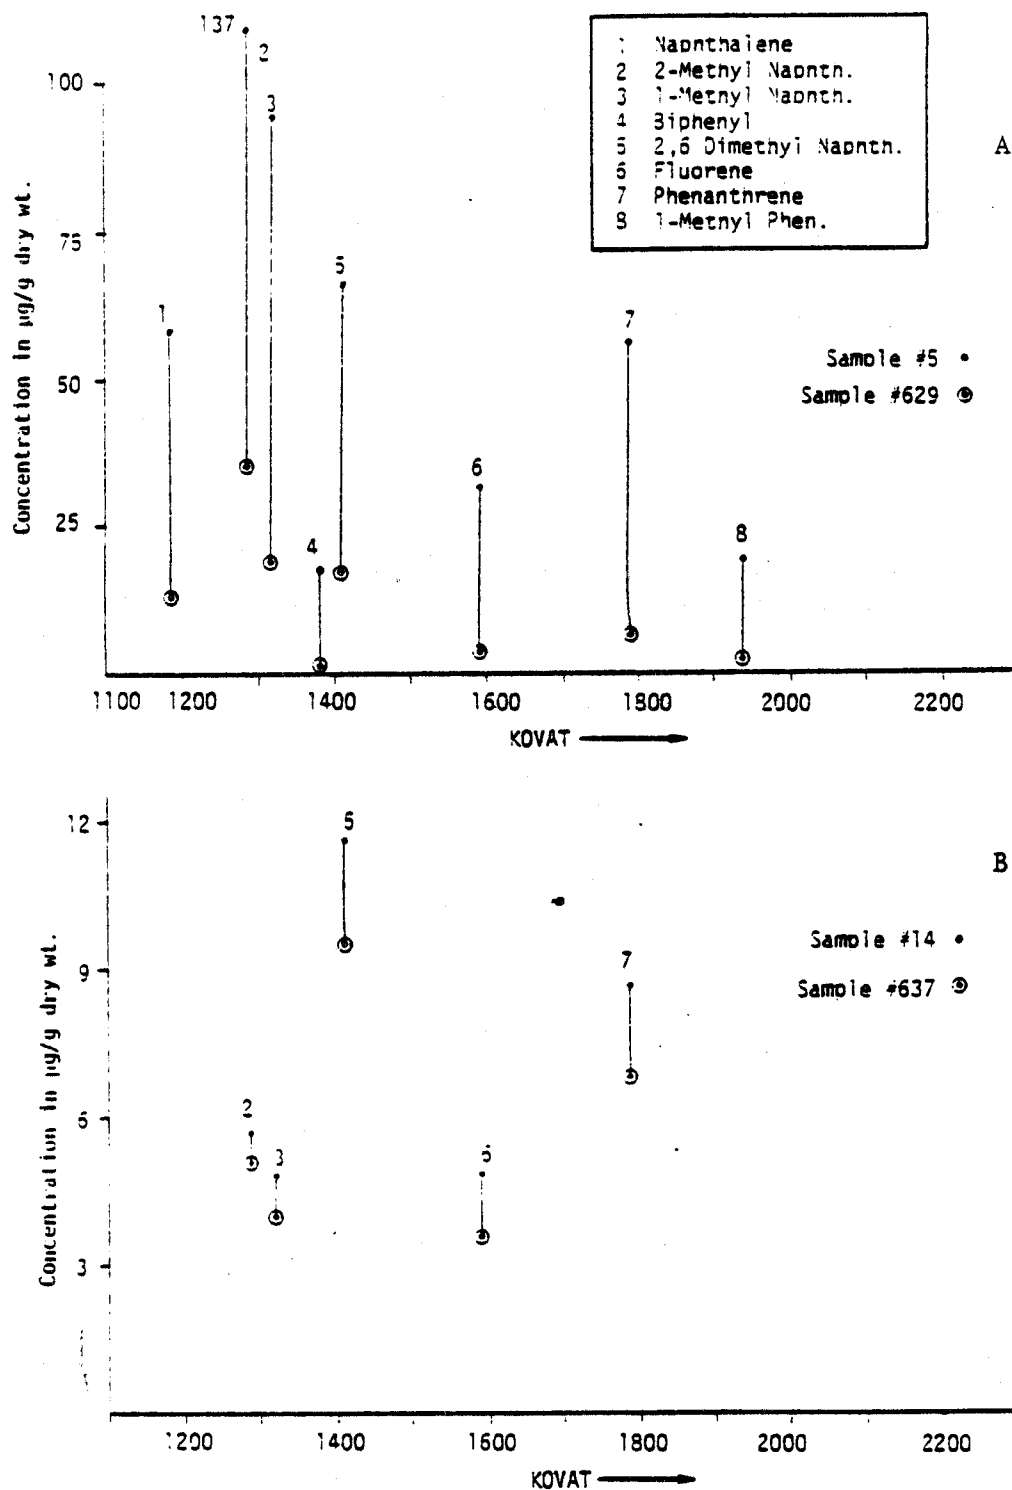 137
2
100
3
75
5
1
7
50
6
25
4
8
Concentration in µg/g dry wt.
1 Naphthalene
2 2-Methyl Naphth.
3 1-Methyl Naphth.
4 Biphenyl
5 2,6 Dimethyl Naphth.
6 Fluorene
7 Phenanthrene
8 1-Methyl Phen.
A
Sample #5
Sample #629
1100 1200 1400 1600 1800 2000 2200
KOVAT
12
5
B
Sample #14
9
7
Sample #637
6
2
3
6
3
Concentration in µg/g dry wt.
1200 1400 1600 1800 2000 2200
KOVAT